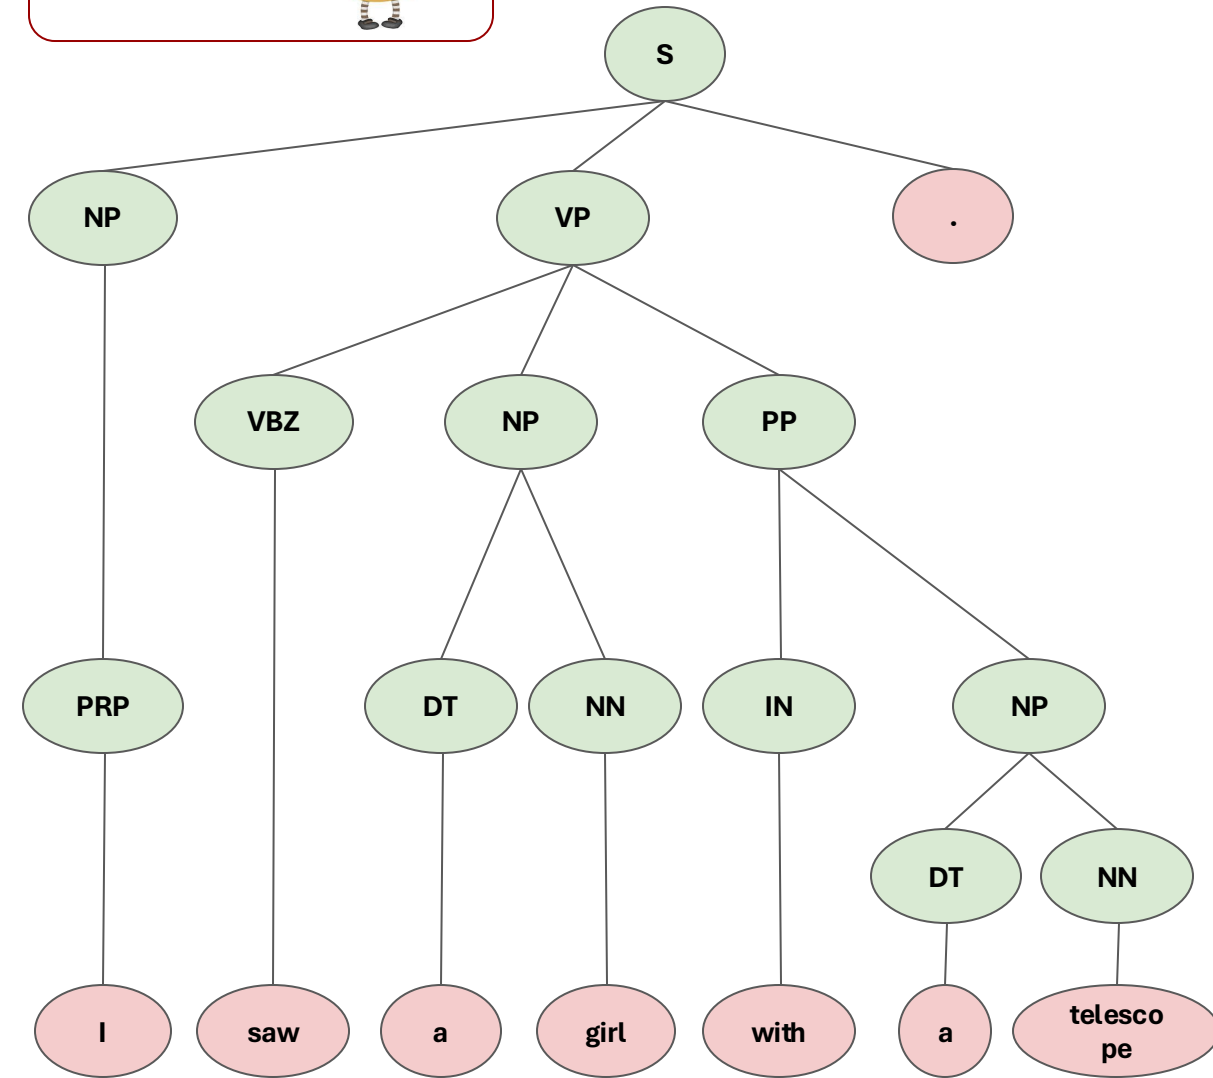 S
NP
VP
.
VBZ
NP
PP
PRP
DT
NN
IN
NP
DT
NN
I
saw
a
girl
with
a
telesco
pe